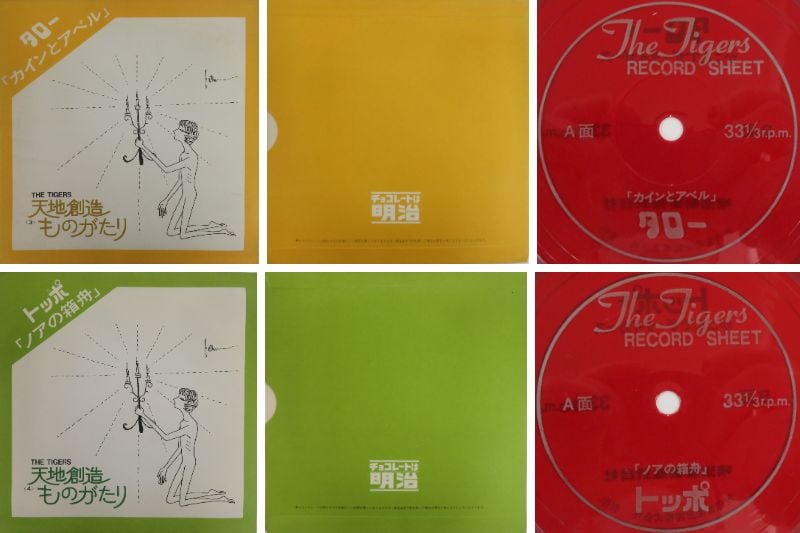 タロー
「カインとアベル」
THE TIGERS
天地創造
〈3〉ものがたり
チョコレートは
明治
The Tigers
RECORD SHEET
A面
33⅓r.p.m.
「カインとアベル」
タロー
トッポ
「ノアの箱舟」
THE TIGERS
天地創造
〈4〉ものがたり
チョコレートは
明治
The Tigers
RECORD SHEET
A面
33⅓r.p.m.
「ノアの箱舟」
トッポ